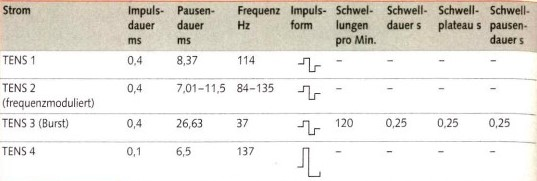 Strom Impuls- Pausen- Frequenz Impuls- Schwel- Schwell- Schwell- Schwell-
dauer dauer Hz form lungen dauer s plateau s pausen-
ms ms pro Min. dauer s
TENS 1 0,4 8,37 114 – – – –
TENS 2 0,4 7,01–11,5 84–135 – – – –
(frequenzmoduliert)
TENS 3 (Burst) 0,4 26,63 37 120 0,25 0,25 0,25
TENS 4 0,1 6,5 137 – – – –